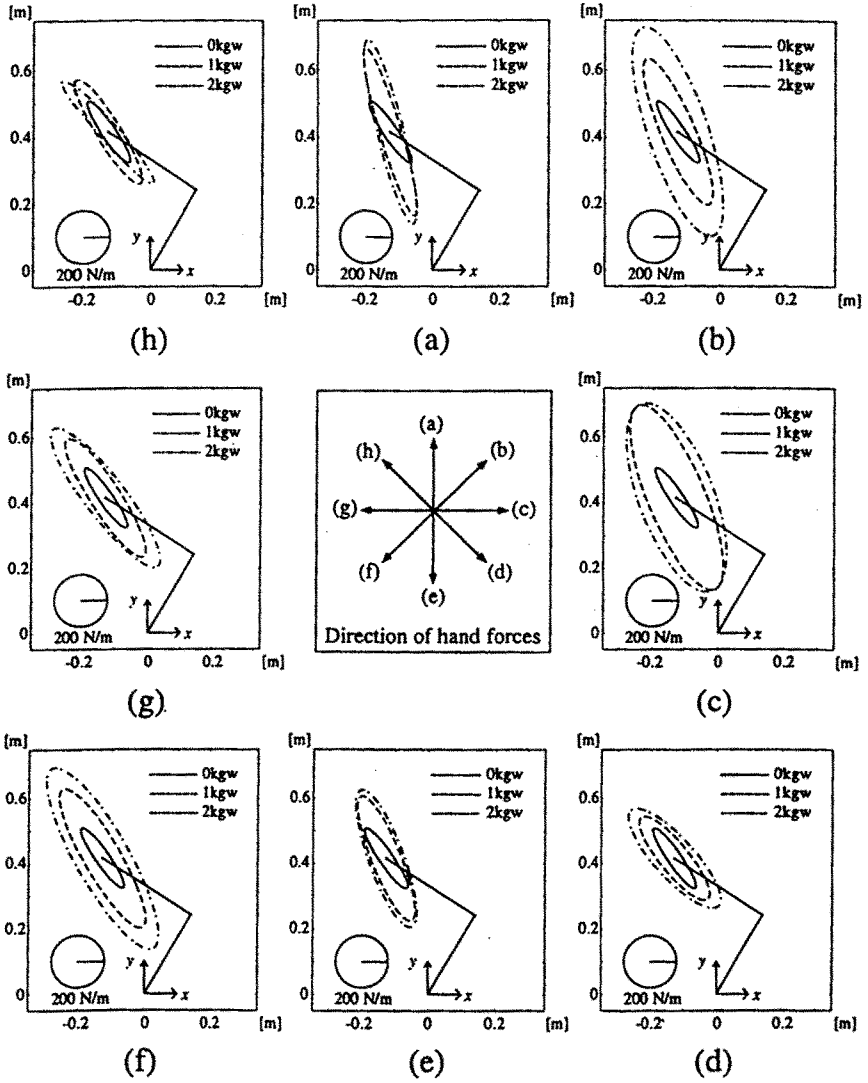 [m]
0.6
0.4
0.2
0
0kgw
1kgw
2kgw
y
x
200 N/m
-0.2 0 0.2 [m]
(h)
[m]
0.6
0.4
0.2
0
0kgw
1kgw
2kgw
y
x
200 N/m
-0.2 0 0.2 [m]
(a)
[m]
0.6
0.4
0.2
0
0kgw
1kgw
2kgw
y
x
200 N/m
-0.2 0 0.2 [m]
(b)
[m]
0.6
0.4
0.2
0
0kgw
1kgw
2kgw
y
x
200 N/m
-0.2 0 0.2 [m]
(g)
(a)
(h) (b)
(g) (c)
(f) (d)
(e)
Direction of hand forces
[m]
0.6
0.4
0.2
0
0kgw
1kgw
2kgw
y
x
200 N/m
-0.2 0 0.2 [m]
(c)
[m]
0.6
0.4
0.2
0
0kgw
1kgw
2kgw
y
x
200 N/m
-0.2 0 0.2 [m]
(f)
[m]
0.6
0.4
0.2
0
0kgw
1kgw
2kgw
y
x
200 N/m
-0.2 0 0.2 [m]
(e)
[m]
0.6
0.4
0.2
0
0kgw
1kgw
2kgw
y
x
200 N/m
-0.2 0 0.2 [m]
(d)